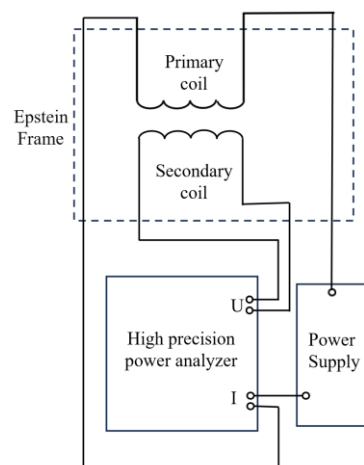 Primary
coil
Epstein
Frame
Secondary
coil
U
High precision
power analyzer
Power
Supply
I